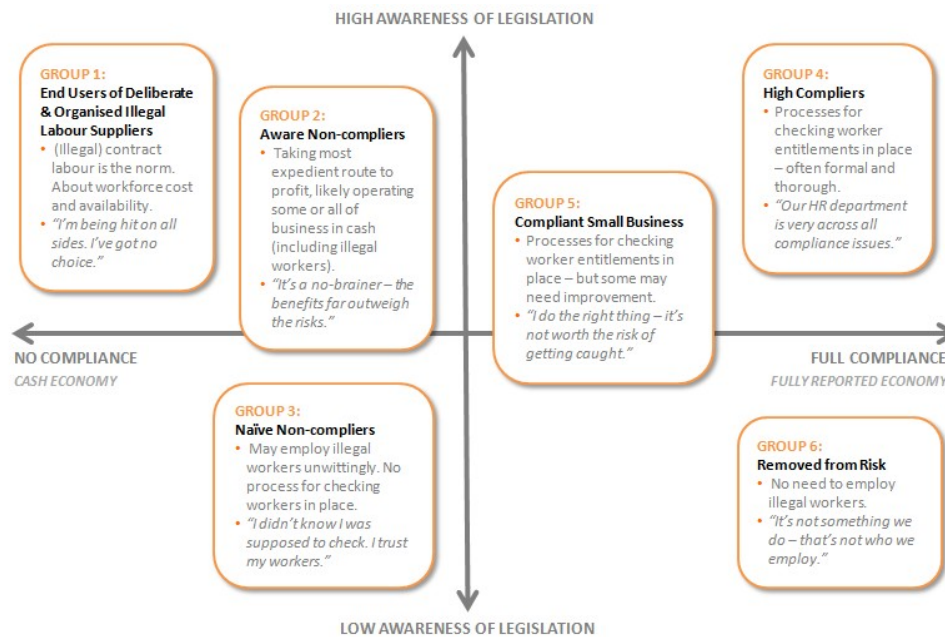 HIGH AWARENESS OF LEGISLATION
GROUP 1:
End Users of Deliberate
& Organised Illegal
Labour Suppliers
• (Illegal) contract
labour is the norm.
About workforce cost
and availability.
• “I’m being hit on all
sides. I’ve got no
choice.”
GROUP 2:
Aware Non-compliers
• Taking most
expedient route to
profit, likely operating
some or all of
business in cash
(including illegal
workers).
• “It’s a no-brainer – the
benefits far outweigh
the risks.”
GROUP 5:
Compliant Small Business
• Processes for checking
worker entitlements in
place – but some may
need improvement.
• “I do the right thing – it’s
not worth the risk of
getting caught.”
GROUP 4:
High Compliers
• Processes for
checking worker
entitlements in place
– often formal and
thorough.
• “Our HR department
is very across all
compliance issues.”
NO COMPLIANCE
CASH ECONOMY
FULL COMPLIANCE
FULLY REPORTED ECONOMY
GROUP 3:
Naïve Non-compliers
• May employ illegal
workers unwittingly. No
process for checking
workers in place.
• “I didn’t know I was
supposed to check. I trust
my workers.”
GROUP 6:
Removed from Risk
• No need to employ
illegal workers.
• “It’s not something we
do – that’s not who we
employ.”
LOW AWARENESS OF LEGISLATION